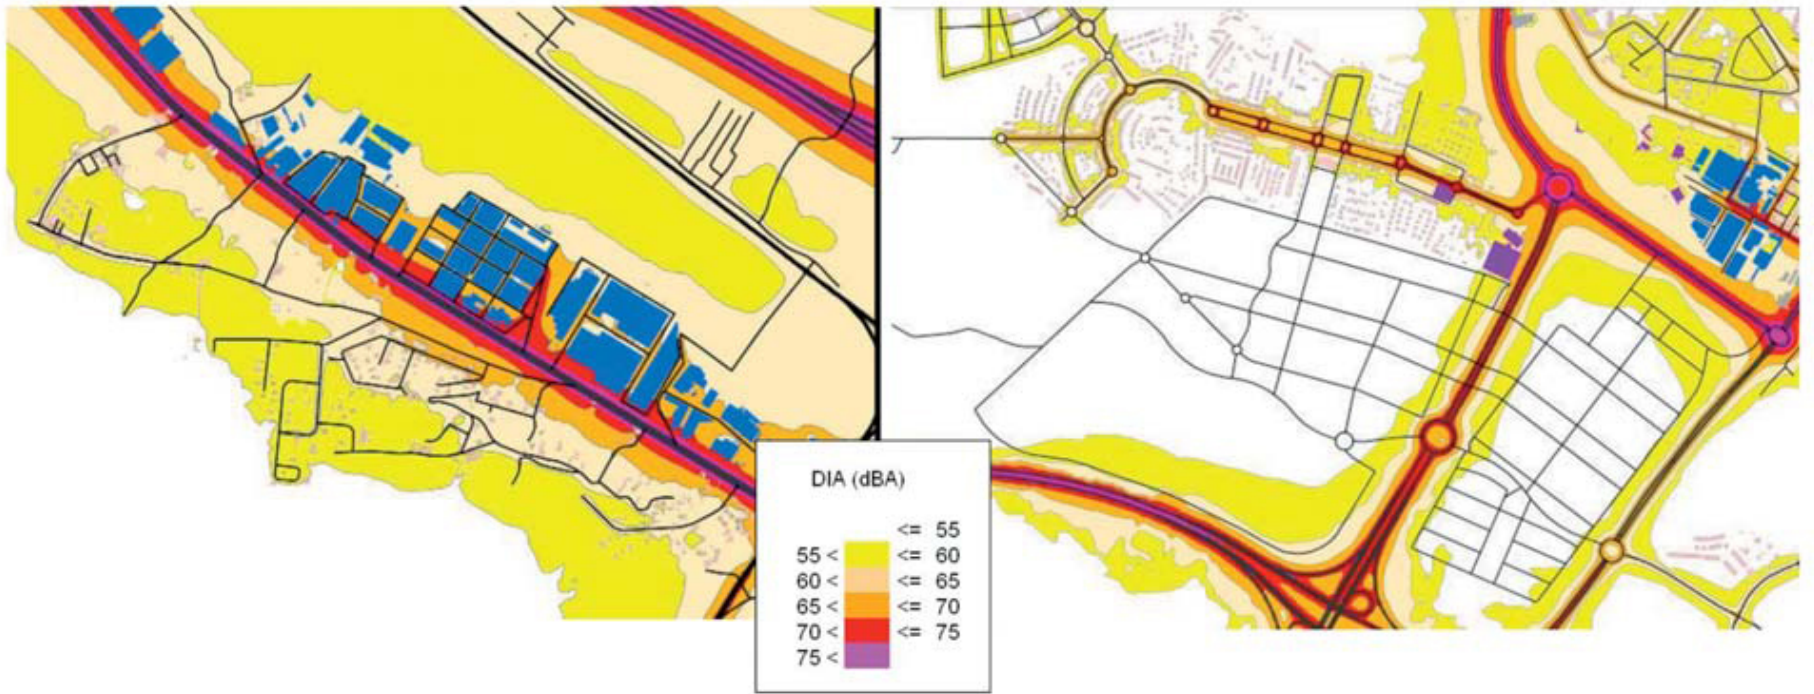 DIA (dBA)
<= 55
55 < <= 60
60 < <= 65
65 < <= 70
70 < <= 75
75 <